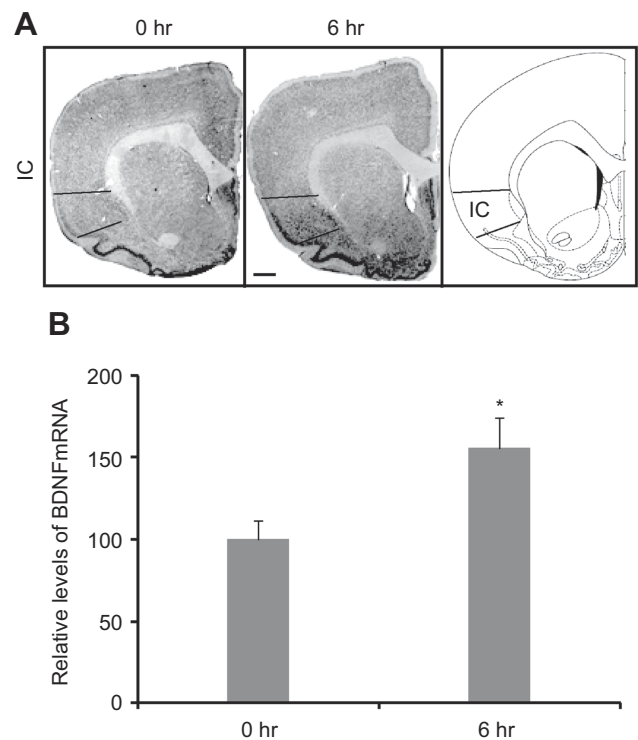 A
0 hr
6 hr
IC
IC
B
200
150
100
50
0
Relative levels of BDNFmRNA
*
0 hr
6 hr